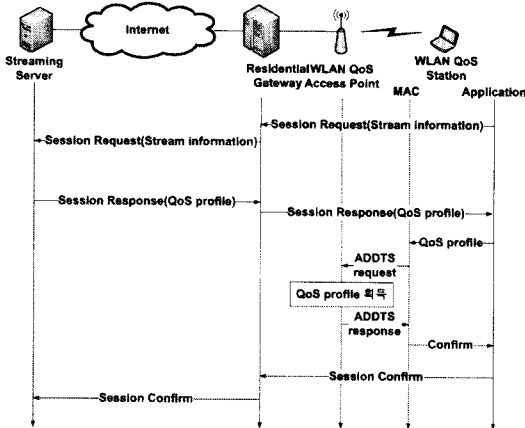 Internet
Streaming
Server
Residential
Gateway
WLAN QoS
Access Point
WLAN QoS
Station
MAC
Application
Session Request(Stream information)
Session Request(Stream information)
Session Response(QoS profile)
Session Response(QoS profile)
QoS profile
ADDTS
request
QoS profile 획득
ADDTS
response
Confirm
Session Confirm
Session Confirm